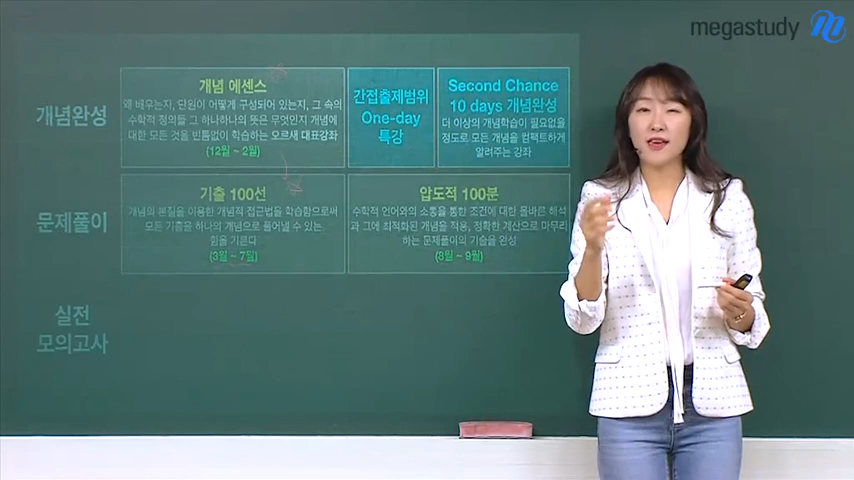 megastudy
개념완성
개념 에센스
왜 배우는지, 단원이 어떻게 구성되어 있는지, 그 속의
수학적 정의들 그 하나하나의 뜻은 무엇인지 개념에
대한 모든 것을 빈틈없이 학습하는 오르새 대표강좌
(12월 ~ 2월)
간접출제범위
One-day
특강
Second Chance
10 days 개념완성
더 이상의 개념학습이 필요없을
정도로, 모든 개념을 컴팩트하게
알려주는 강좌
문제풀이
기출 100선
개념의 본질을 이용한 개념적 접근법을 학습함으로써
모든 기출을 하나의 개념으로 풀어낼 수 있는
힘을 기른다
(3월 ~ 7월)
압도적 100분
수학적 언어와의 소통을 통한 조건에 대한 올바른 해석
과 그에 최적화된 개념을 적용, 정확한 계산으로 마무리
하는 문제풀이의 기술을 완성
(8월 ~ 9월)
실전
모의고사